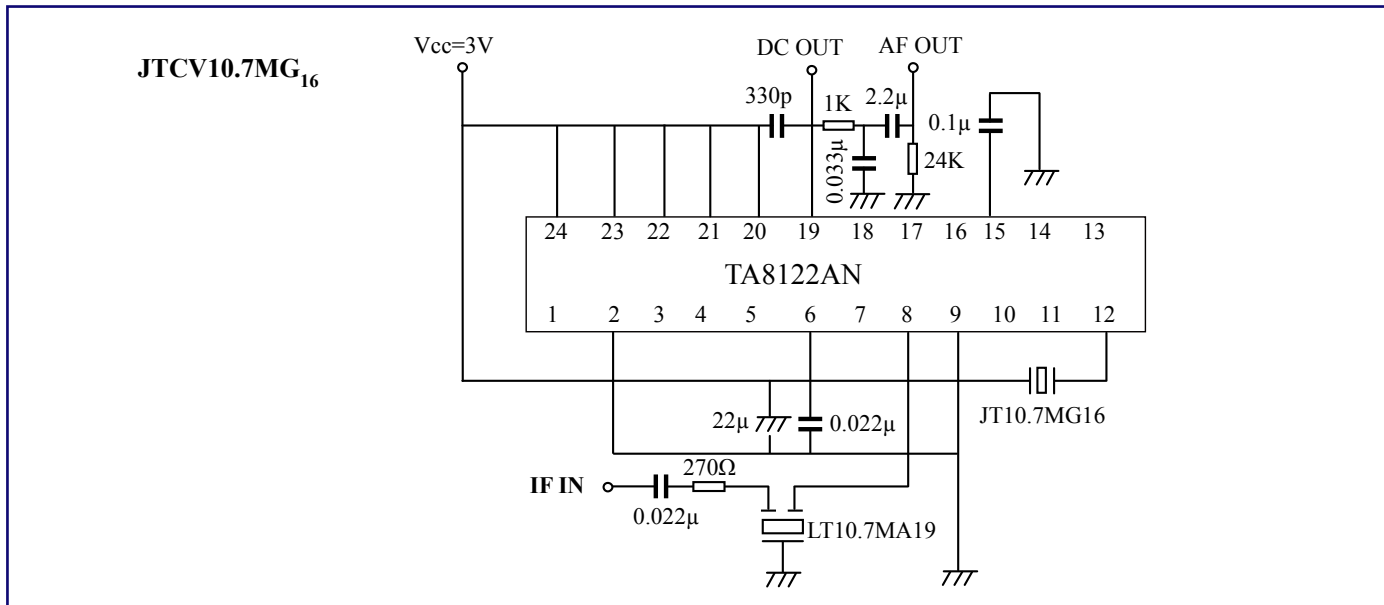 Vcc=3V
DC OUT
AF OUT
JTCV10.7MG16
330p
1K
2.2μ
0.1μ
0.033μ
24K
24 23 22 21 20 19 18 17 16 15 14 13
TA8122AN
1 2 3 4 5 6 7 8 9 10 11 12
JT10.7MG16
22μ
0.022μ
270Ω
IF IN
0.022μ
LT10.7MA19